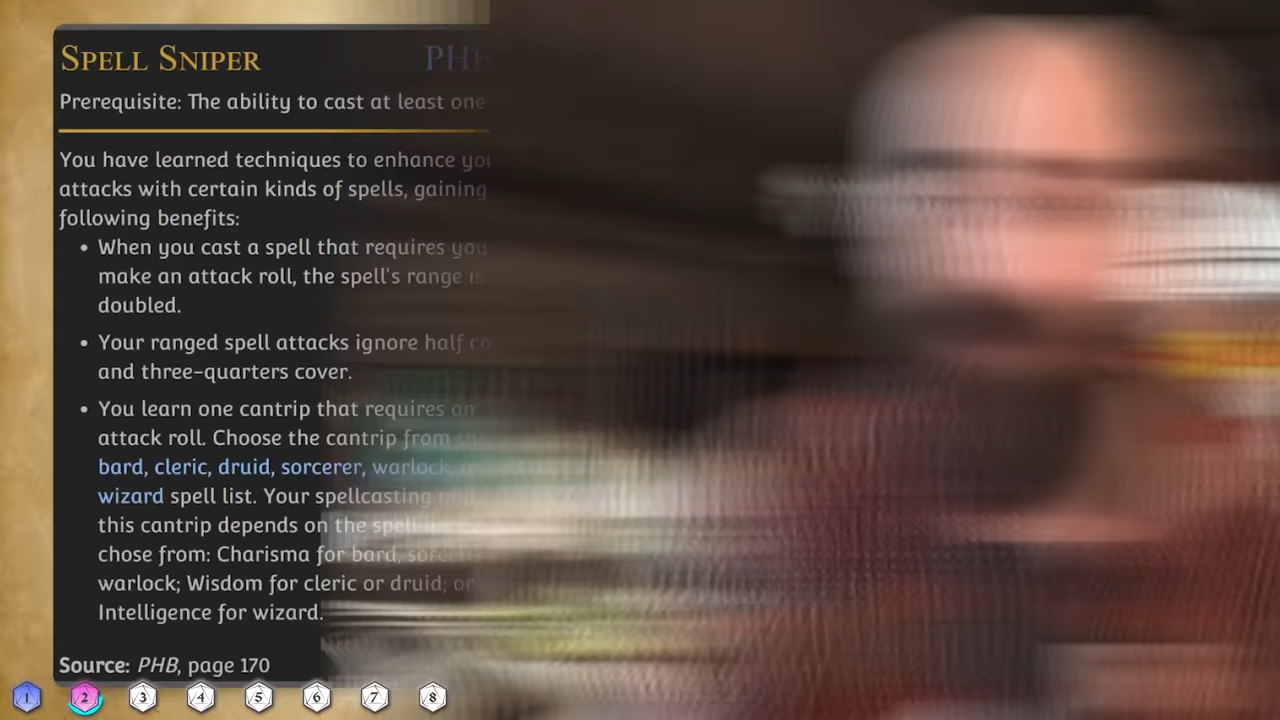 SPELL SNIPER PHB
Prerequisite: The ability to cast at least one
You have learned techniques to enhance you
attacks with certain kinds of spells, gaining
following benefits:
• When you cast a spell that requires you
make an attack roll, the spell's range is
doubled.
• Your ranged spell attacks ignore half co
and three-quarters cover.
• You learn one cantrip that requires an
attack roll. Choose the cantrip from
bard, cleric, druid, sorcerer, warlock,
wizard spell list. Your spellcasting
this cantrip depends on the spell
chose from: Charisma for bard, sorc
warlock; Wisdom for cleric or druid; or
Intelligence for wizard.
Source: PHB, page 170
1 2 3 4 5 6 7 8